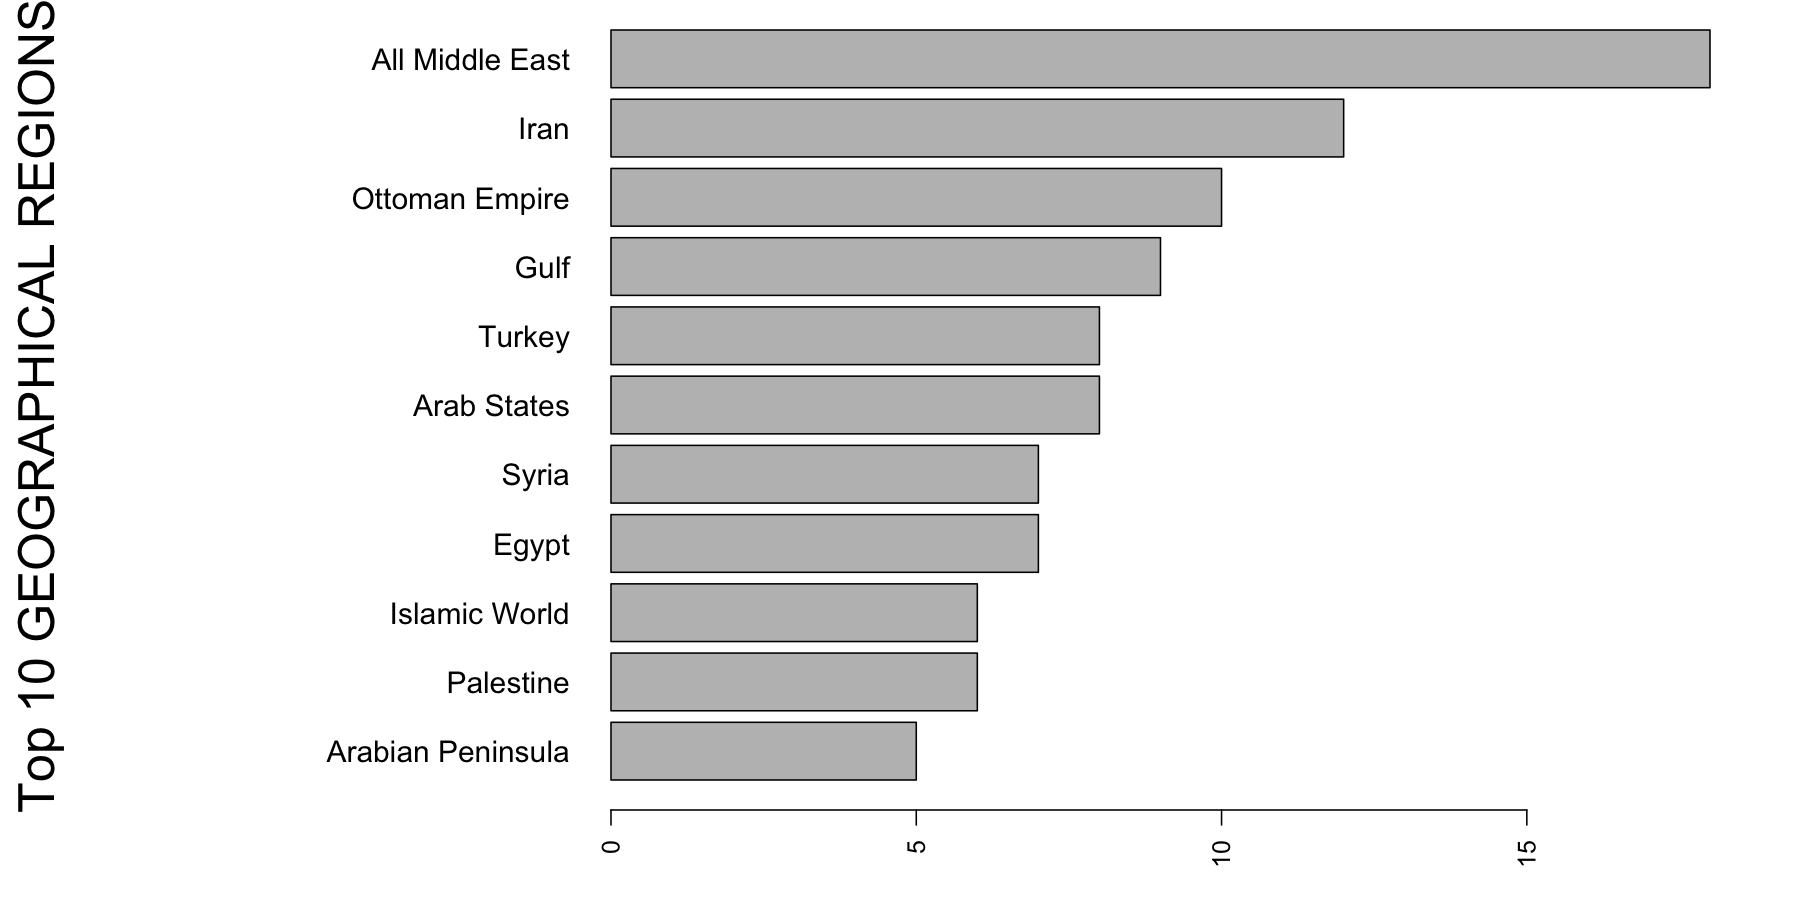 Top 10 GEOGRAPHICAL REGIONS
All Middle East
Iran
Ottoman Empire
Gulf
Turkey
Arab States
Syria
Egypt
Islamic World
Palestine
Arabian Peninsula
0
5
10
15